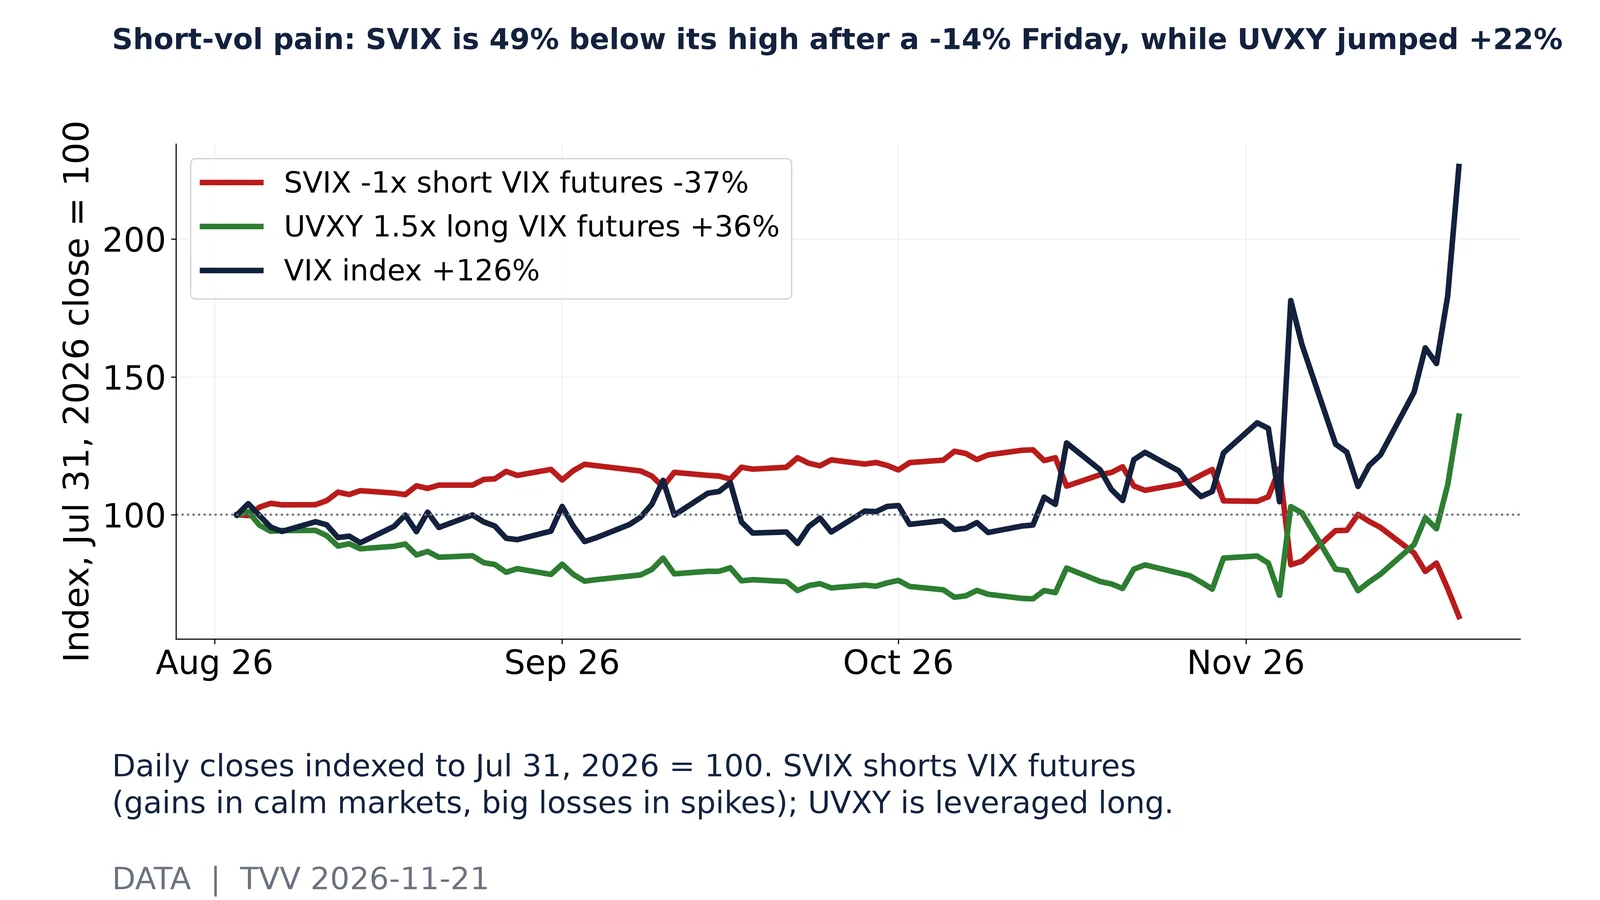 Short-vol pain: SVIX is 49% below its high after a -14% Friday, while UVXY jumped +22%
Index, Jul 31, 2026 close = 100
200
150
100
SVIX -1x short VIX futures -37%
UVXY 1.5x long VIX futures +36%
VIX index +126%
Aug 26
Sep 26
Oct 26
Nov 26
Daily closes indexed to Jul 31, 2026 = 100. SVIX shorts VIX futures
(gains in calm markets, big losses in spikes); UVXY is leveraged long.
DATA | TVV 2026-11-21